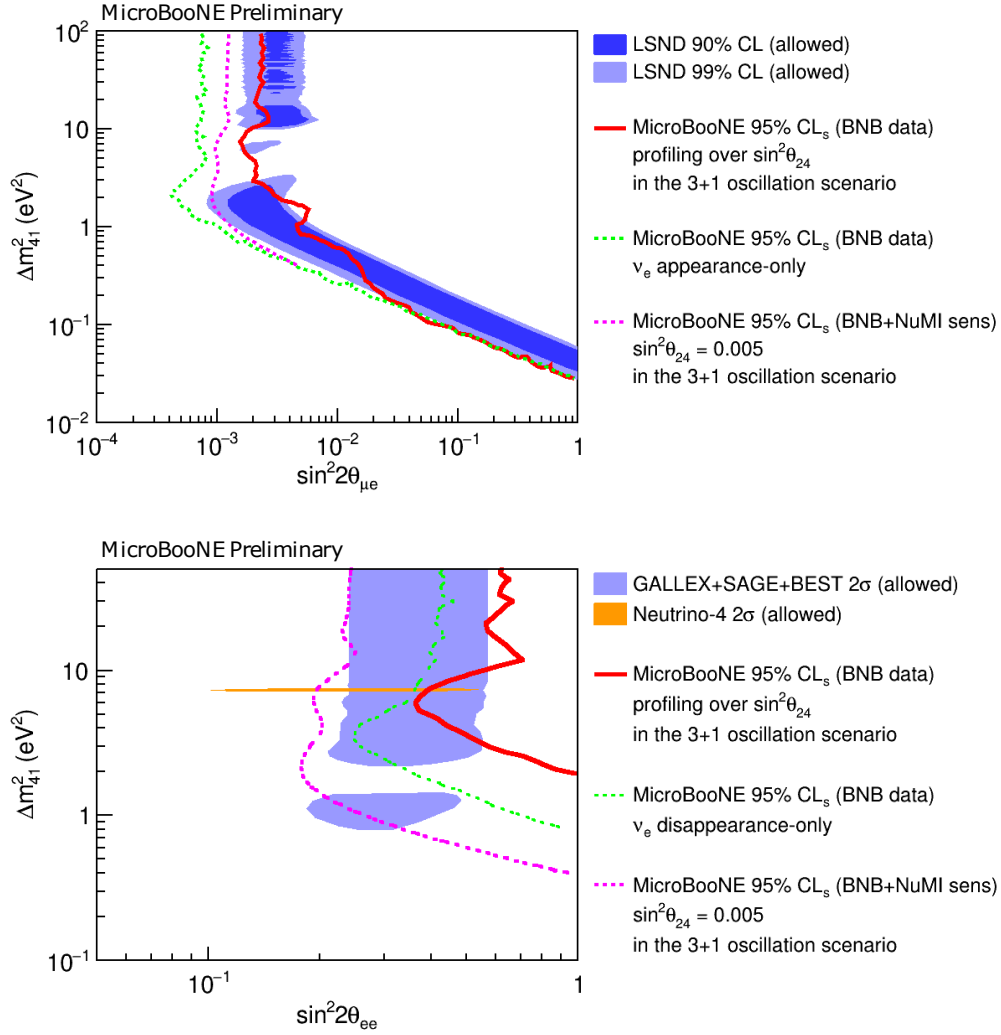 MicroBooNE Preliminary
10²
10
1
10⁻¹
10⁻²
Δm²₄₁ (eV²)
10⁻⁴ 10⁻³ 10⁻² 10⁻¹ 1
sin²2θμe
LSND 90% CL (allowed)
LSND 99% CL (allowed)
MicroBooNE 95% CLₛ (BNB data)
profiling over sin²θ₂₄
in the 3+1 oscillation scenario
MicroBooNE 95% CLₛ (BNB data)
νₑ appearance-only
MicroBooNE 95% CLₛ (BNB+NuMI sens)
sin²θ₂₄ = 0.005
in the 3+1 oscillation scenario
MicroBooNE Preliminary
10
1
10⁻¹
Δm²₄₁ (eV²)
10⁻¹ 1
sin²2θₑₑ
GALLEX+SAGE+BEST 2σ (allowed)
Neutrino-4 2σ (allowed)
MicroBooNE 95% CLₛ (BNB data)
profiling over sin²θ₂₄
in the 3+1 oscillation scenario
MicroBooNE 95% CLₛ (BNB data)
νₑ disappearance-only
MicroBooNE 95% CLₛ (BNB+NuMI sens)
sin²θ₂₄ = 0.005
in the 3+1 oscillation scenario